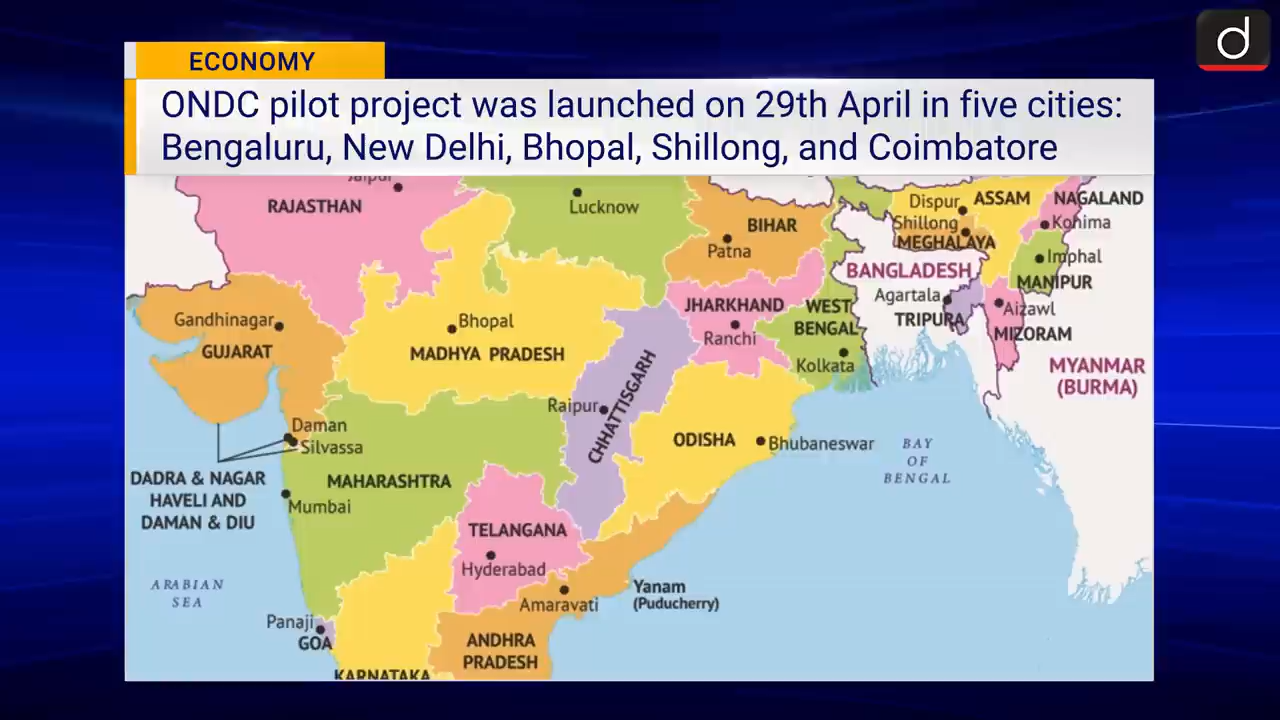 d
ECONOMY
ONDC pilot project was launched on 29th April in five cities:
Bengaluru, New Delhi, Bhopal, Shillong, and Coimbatore
Jaipur
RAJASTHAN
Lucknow
BIHAR
Patna
Dispur
ASSAM
NAGALAND
Shillong
Kohima
MEGHALAYA
Imphal
BANGLADESH
MANIPUR
Agartala
Aizawl
TRIPURA
MIZORAM
JHARKHAND
Ranchi
WEST
BENGAL
Kolkata
MYANMAR
(BURMA)
Gandhinagar
GUJARAT
Bhopal
MADHYA PRADESH
Raipur
CHHATTISGARH
ODISHA
Bhubaneswar
BAY
OF
BENGAL
Daman
Silvassa
DADRA & NAGAR
HAVELI AND
DAMAN & DIU
MAHARASHTRA
Mumbai
TELANGANA
Hyderabad
ARABIAN
SEA
Amaravati
Yanam
(Puducherry)
Panaji
GOA
ANDHRA
PRADESH
KARNATAKA